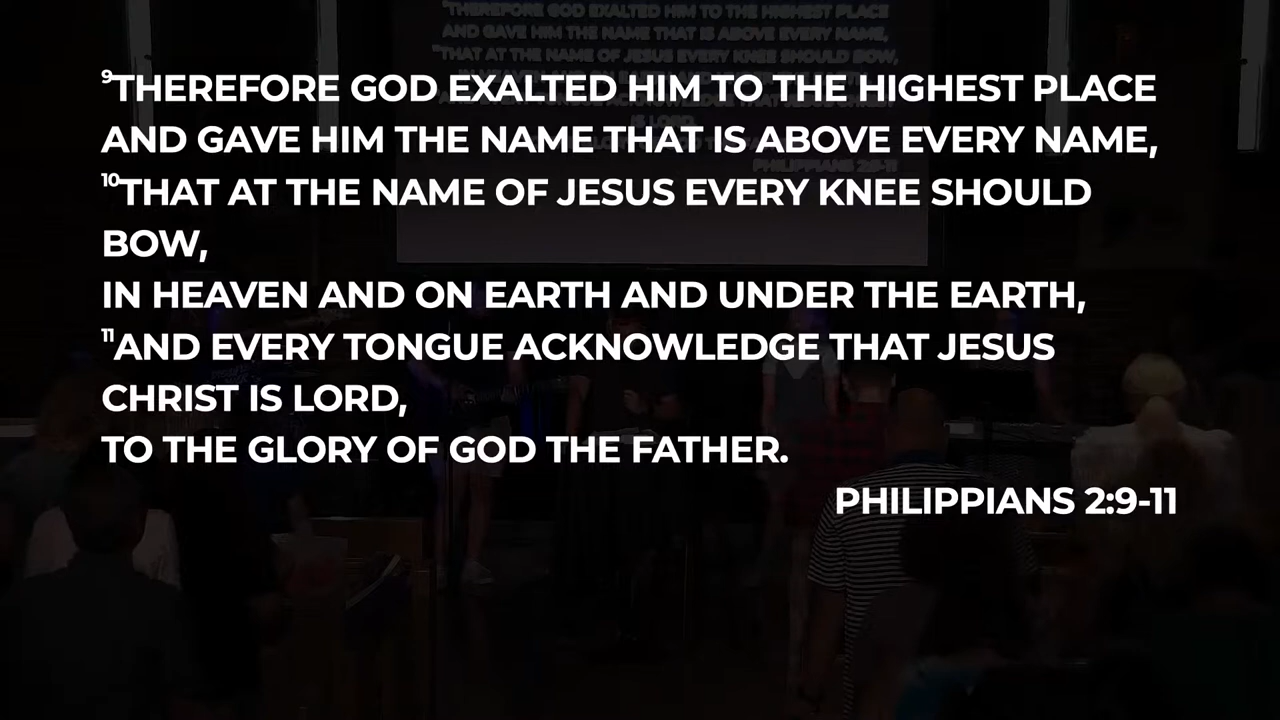 ⁹THEREFORE GOD EXALTED HIM TO THE HIGHEST PLACE
AND GAVE HIM THE NAME THAT IS ABOVE EVERY NAME,
¹⁰THAT AT THE NAME OF JESUS EVERY KNEE SHOULD
BOW,
IN HEAVEN AND ON EARTH AND UNDER THE EARTH,
¹¹AND EVERY TONGUE ACKNOWLEDGE THAT JESUS
CHRIST IS LORD,
TO THE GLORY OF GOD THE FATHER.
PHILIPPIANS 2:9-11